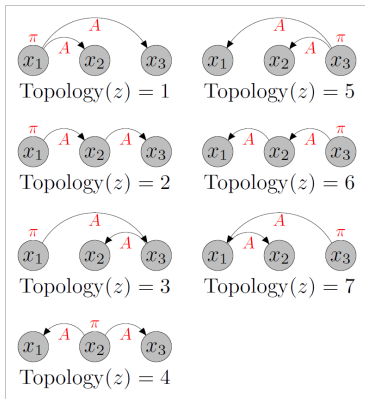 π A A
x1 x2 x3
Topology(z) = 1
A A π
x1 x2 x3
Topology(z) = 5
π A A
x1 x2 x3
Topology(z) = 2
A A π
x1 x2 x3
Topology(z) = 6
π A A
x1 x2 x3
Topology(z) = 3
A A π
x1 x2 x3
Topology(z) = 7
A π A
x1 x2 x3
Topology(z) = 4